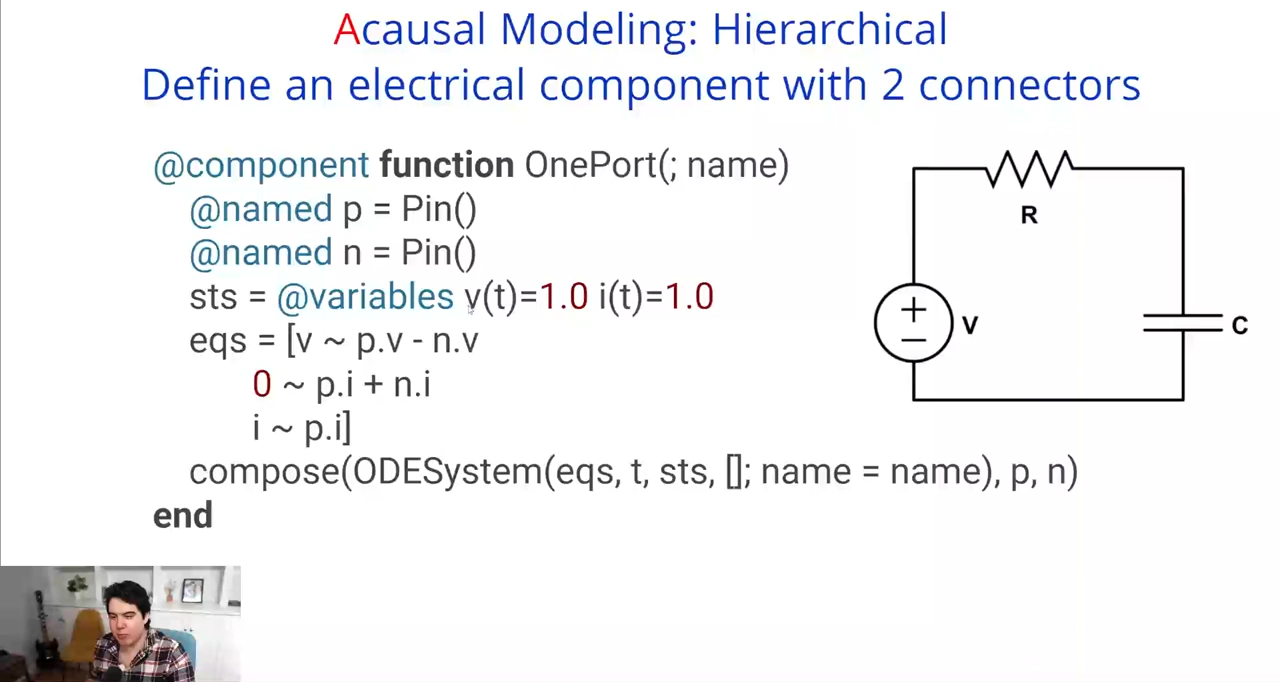 Acausal Modeling: Hierarchical
Define an electrical component with 2 connectors
@component function OnePort(; name)
@named p = Pin()
@named n = Pin()
sts = @variables v(t)=1.0 i(t)=1.0
eqs = [v ~ p.v - n.v
0 ~ p.i + n.i
i ~ p.i]
compose(ODESystem(eqs, t, sts, []; name = name), p, n)
end
R
+
V
−
C